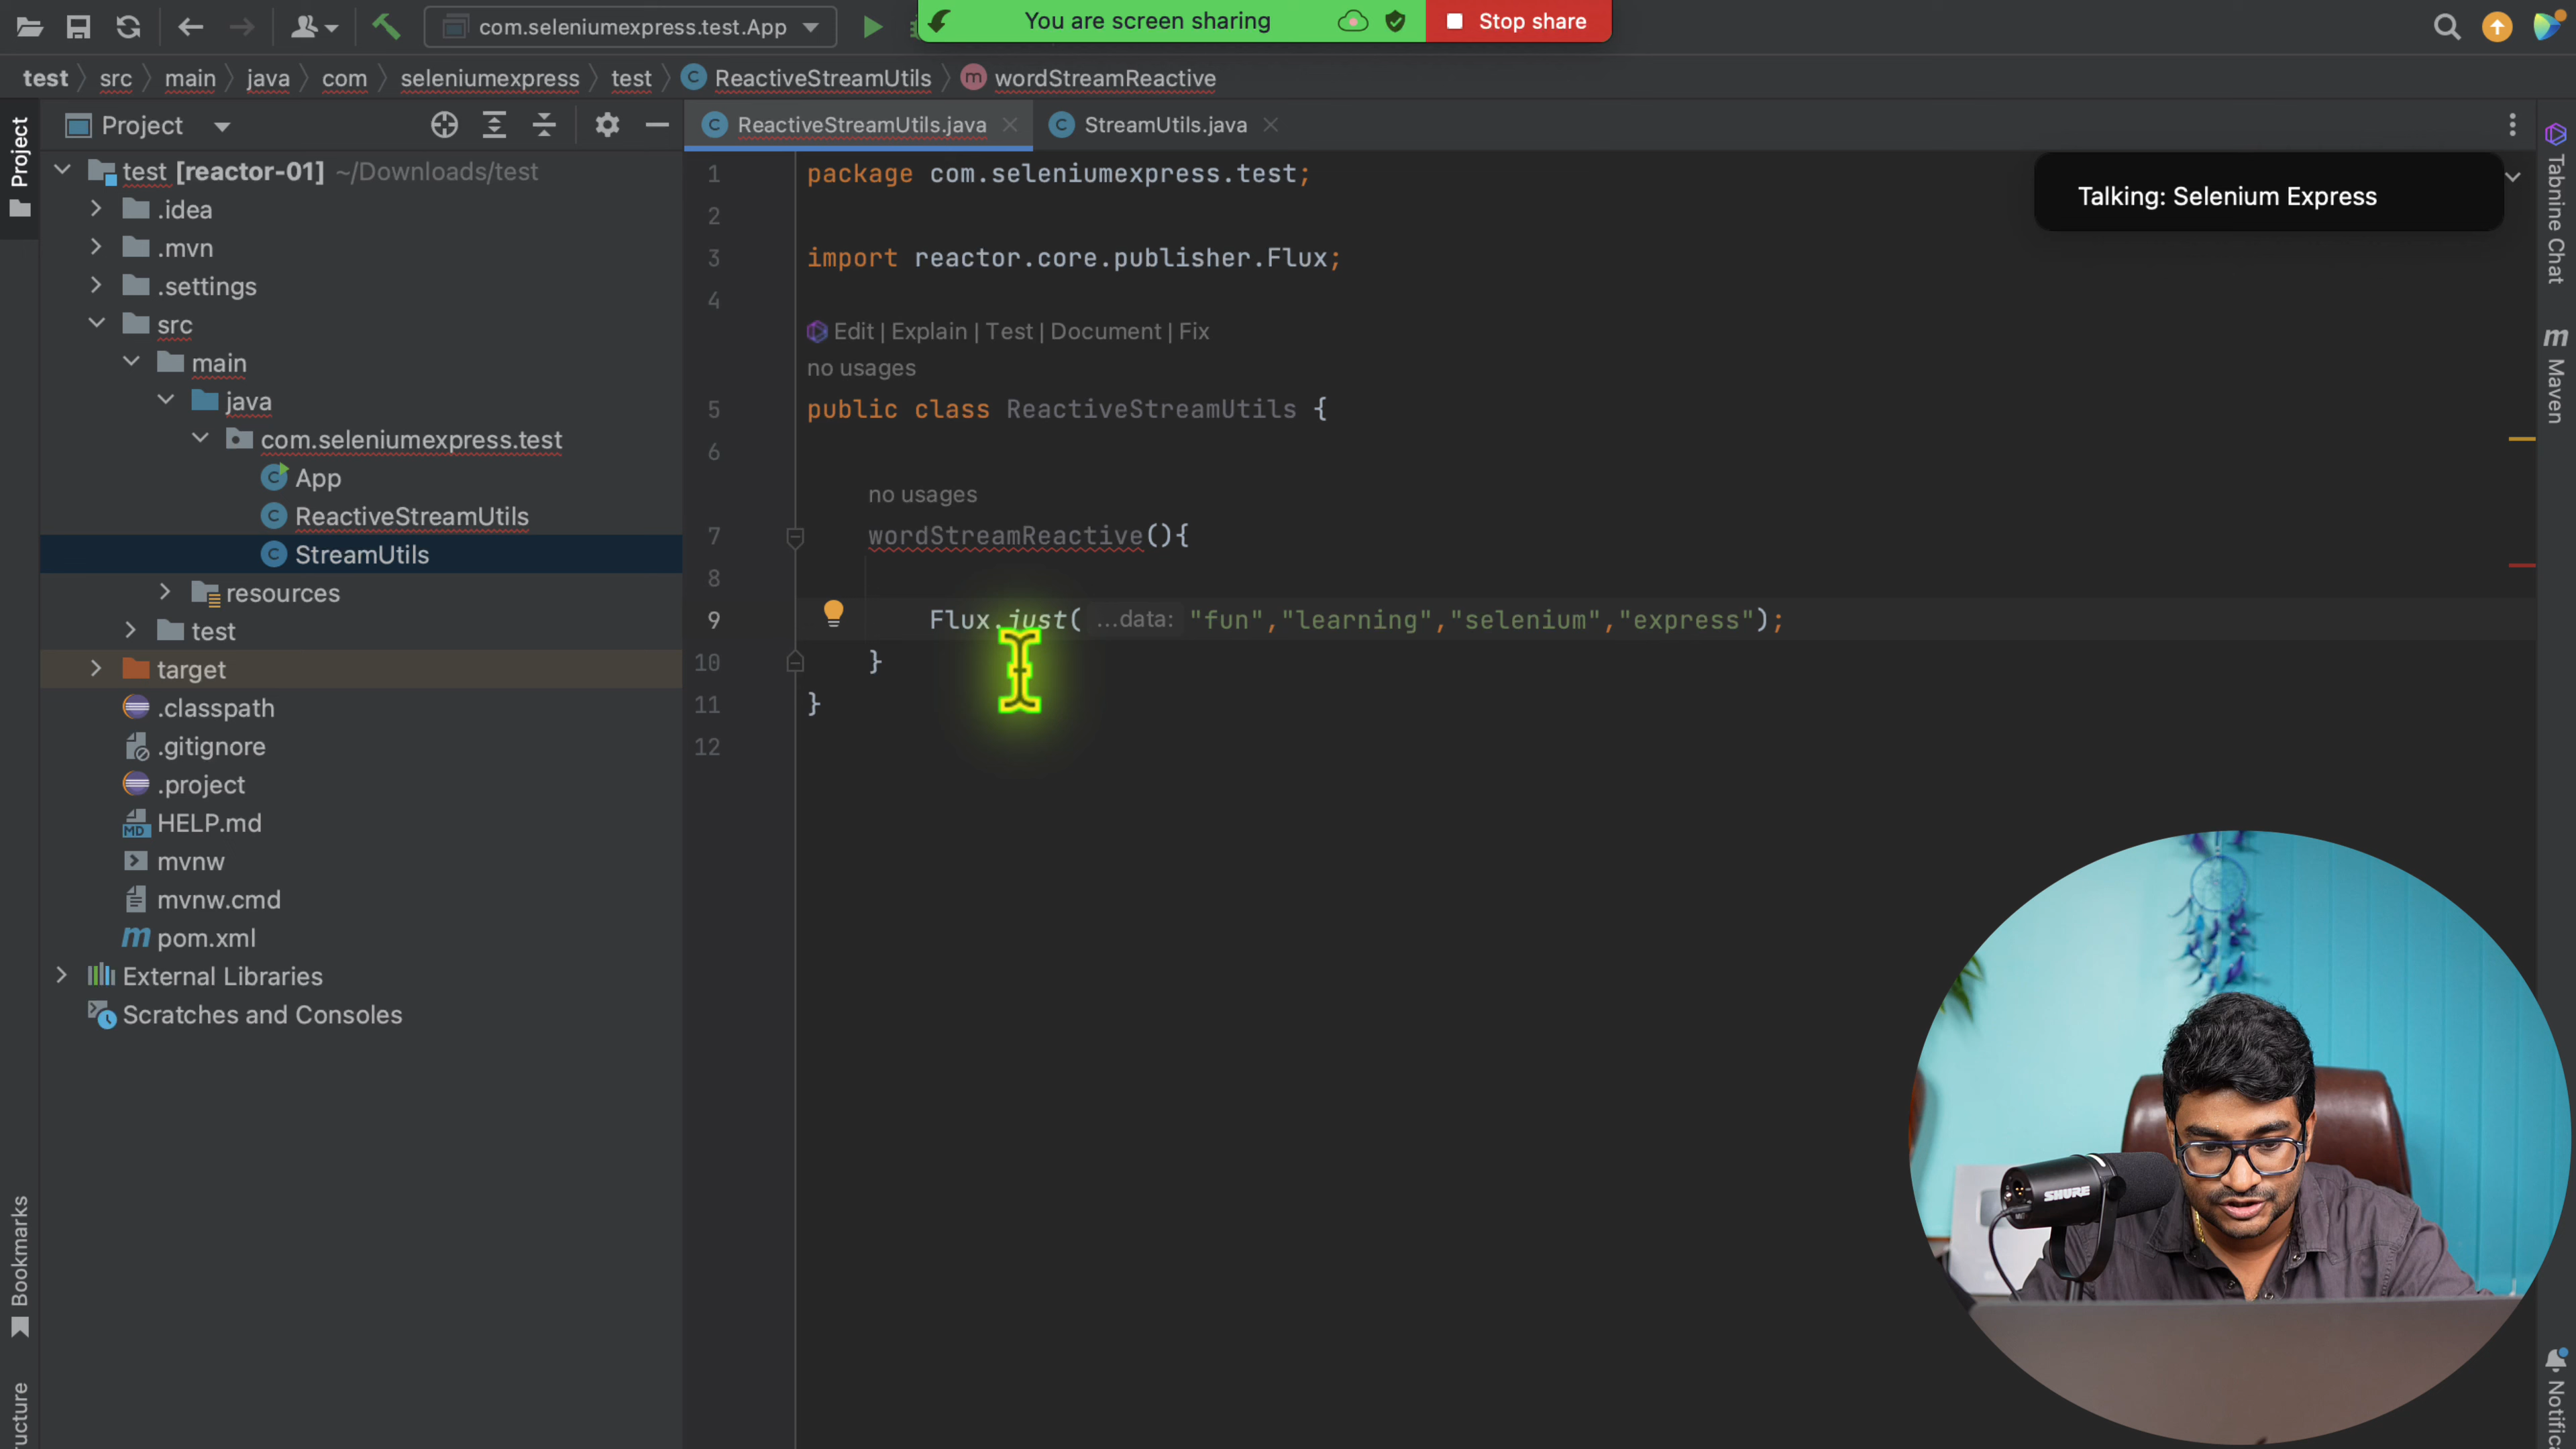 com.seleniumexpress.test.App
You are screen sharing
Stop share
test
src
main
java
com
seleniumexpress
test
ReactiveStreamUtils
wordStreamReactive
Project
Project
ReactiveStreamUtils.java
StreamUtils.java
test [reactor-01] ~/Downloads/test
.idea
.mvn
.settings
src
main
java
com.seleniumexpress.test
App
ReactiveStreamUtils
StreamUtils
resources
test
target
.classpath
.gitignore
.project
HELP.md
mvnw
mvnw.cmd
pom.xml
External Libraries
Scratches and Consoles
Bookmarks
ucture
1 package com.seleniumexpress.test;
2
3 import reactor.core.publisher.Flux;
4
Edit | Explain | Test | Document | Fix
no usages
5 public class ReactiveStreamUtils {
6
no usages
7 wordStreamReactive(){
8
9 Flux.just( ...data: "fun","learning","selenium","express");
10 }
11 }
12
Talking: Selenium Express
Tabnine Chat
m Maven
Notific
SHURE